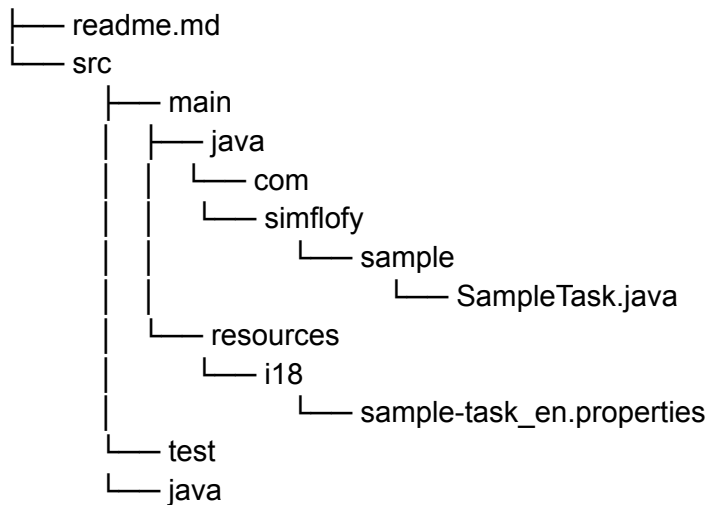 readme.md
src
main
java
com
simflofy
sample
SampleTask.java
resources
i18
sample-task_en.properties
test
java